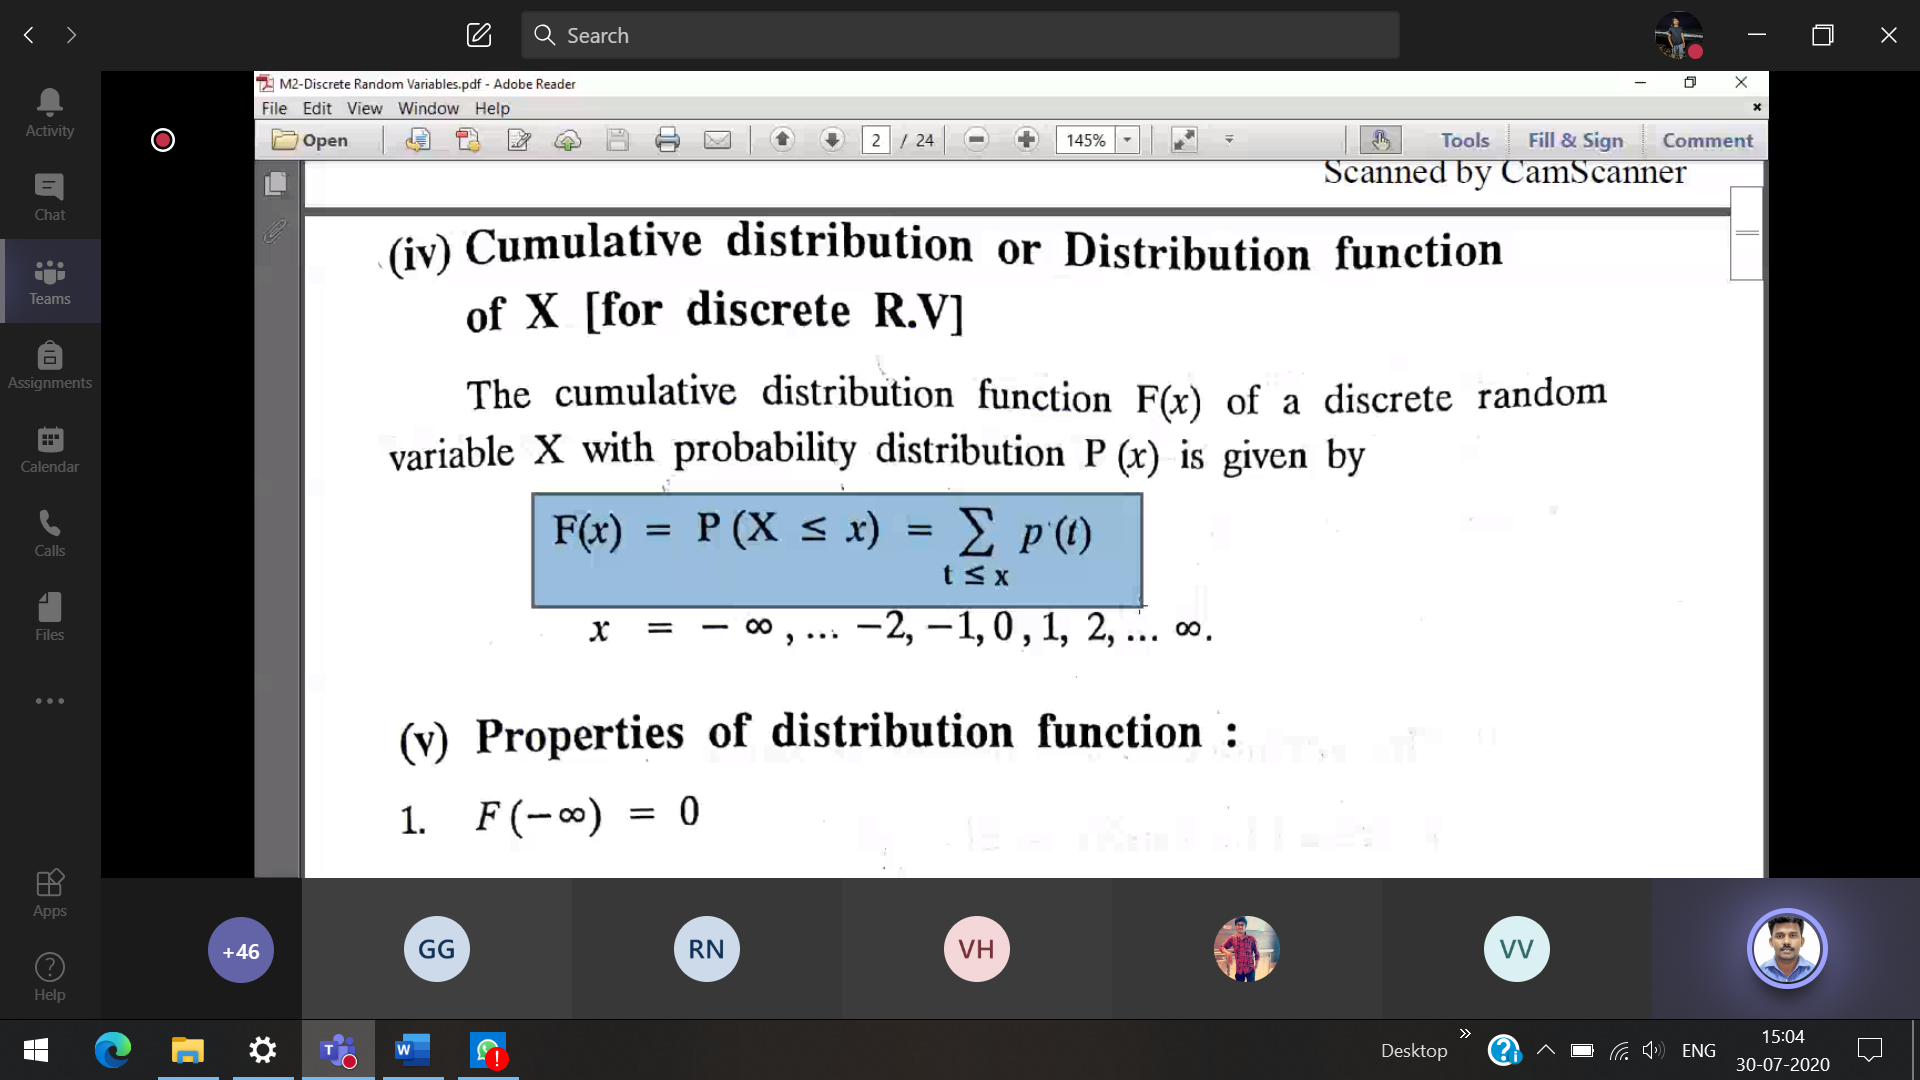 Search
M2-Discrete Random Variables.pdf - Adobe Reader
File Edit View Window Help
Open 2 / 24 145% Tools Fill & Sign Comment
Activity
Chat
Teams
Assignments
Calendar
Calls
Files
Apps
Help
Scanned by CamScanner
(iv) Cumulative distribution or Distribution function
of X [for discrete R.V]
The cumulative distribution function F(x) of a discrete random
variable X with probability distribution P (x) is given by
F(x) = P (X ≤ x) = ∑ p (t)
t ≤ x
x = − ∞ , ... −2, −1, 0 , 1, 2, ... ∞.
(v) Properties of distribution function :
1. F (−∞) = 0
+46 GG RN VH VV
Desktop ENG 15:04
30-07-2020